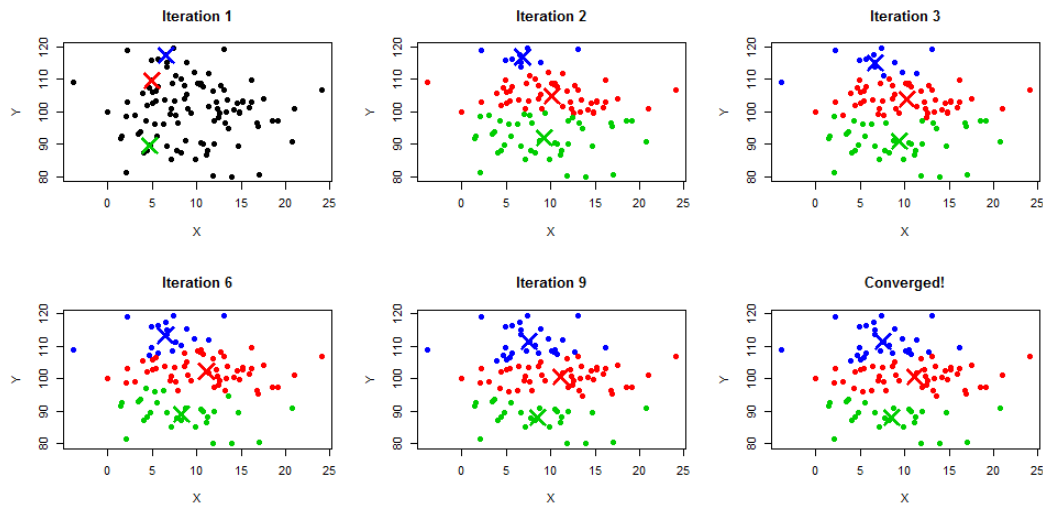 Iteration 1
Y
80 90 100 110 120
0 5 10 15 20 25
X
Iteration 2
Y
80 90 100 110 120
0 5 10 15 20 25
X
Iteration 3
Y
80 90 100 110 120
0 5 10 15 20 25
X
Iteration 6
Y
80 90 100 110 120
0 5 10 15 20 25
X
Iteration 9
Y
80 90 100 110 120
0 5 10 15 20 25
X
Converged!
Y
80 90 100 110 120
0 5 10 15 20 25
X